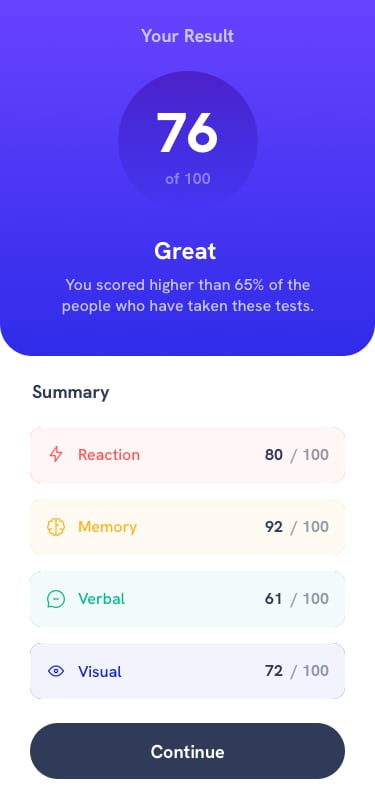 Your Result
76
of 100
Great
You scored higher than 65% of the
people who have taken these tests.
Summary
Reaction 80 / 100
Memory 92 / 100
Verbal 61 / 100
Visual 72 / 100
Continue